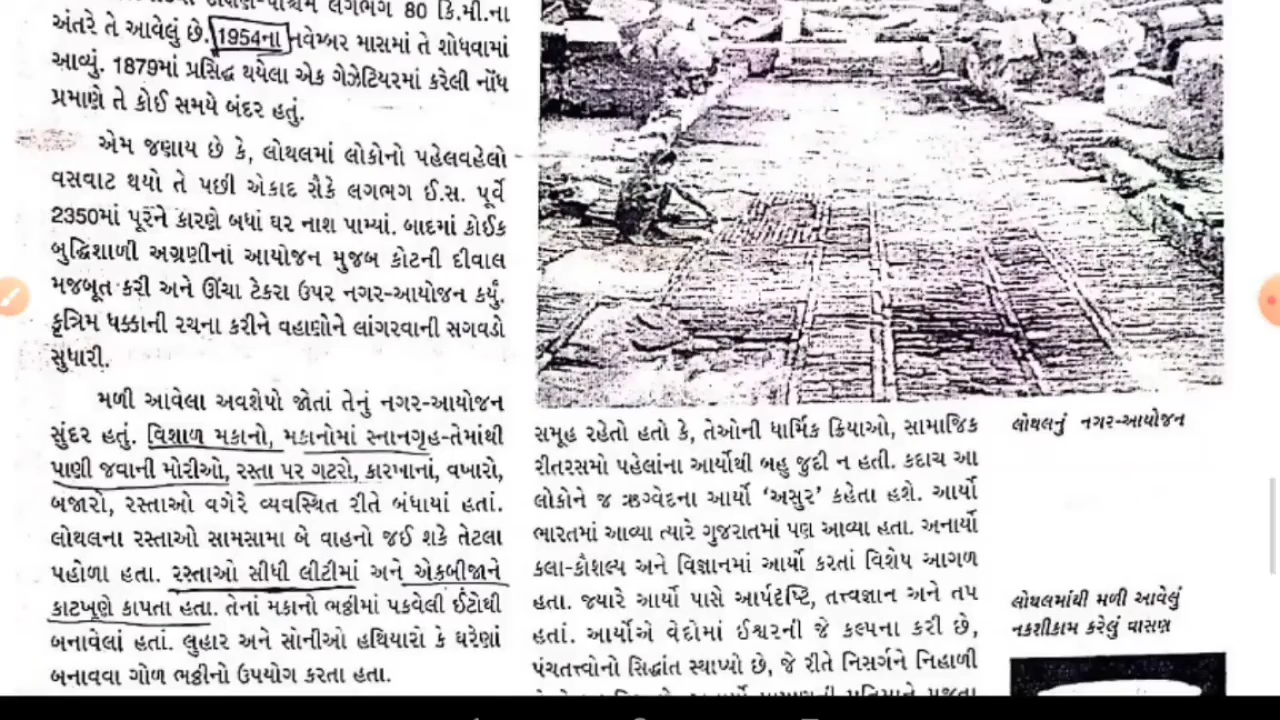 લગભગ 80 કિ.મી.ના
અંતરે તે આવેલું છે. 1954ના નવેમ્બર માસમાં તે શોધવામાં
આવ્યું. 1879માં પ્રસિદ્ધ થયેલા એક ગેઝેટિયરમાં કરેલી નોંધ
પ્રમાણે તે કોઈ સમયે બંદર હતું.
એમ જણાય છે કે, લોથલમાં લોકોનો પહેલવહેલો
વસવાટ થયો તે પછી એકાદ સૈકે લગભગ ઈ.સ. પૂર્વે
2350માં પૂરને કારણે બધાં ઘર નાશ પામ્યાં. બાદમાં કોઈક
બુદ્ધિશાળી અગ્રણીનાં આયોજન મુજબ કોટની દીવાલ
મજબૂત કરી અને ઊંચા ટેકરા ઉપર નગર-આયોજન કર્યું.
કૃત્રિમ ધક્કાની રચના કરીને વહાણોને લાંગરવાની સગવડો
સુધારી.
મળી આવેલા અવશેષો જોતાં તેનું નગર-આયોજન
સુંદર હતું. વિશાળ મકાનો, મકાનોમાં સ્નાનગૃહ-તેમાંથી
પાણી જવાની મોરીઓ, રસ્તા પર ગટરો, કારખાનાં, વખારો,
બજારો, રસ્તાઓ વગેરે વ્યવસ્થિત રીતે બંધાયાં હતાં.
લોથલના રસ્તાઓ સામસામા બે વાહનો જઈ શકે તેટલા
પહોળા હતા. રસ્તાઓ સીધી લીટીમાં અને એકબીજાને
કાટખૂણે કાપતા હતા. તેનાં મકાનો ભઠ્ઠીમાં પકવેલી ઈંટોથી
બનાવેલાં હતાં. લુહાર અને સોનીઓ હથિયારો કે ઘરેણાં
બનાવવા ગોળ ભઠ્ઠીનો ઉપયોગ કરતા હતા.
સમૂહ રહેતો હતો કે, તેઓની ધાર્મિક ક્રિયાઓ, સામાજિક
રીતરસમો પહેલાંના આર્યોથી બહુ જુદી ન હતી. કદાચ આ
લોકોને જ ઋગ્વેદના આર્યો ‘અસુર’ કહેતા હશે. આર્યો
ભારતમાં આવ્યા ત્યારે ગુજરાતમાં પણ આવ્યા હતા. અનાર્યો
કલા-કૌશલ્ય અને વિજ્ઞાનમાં આર્યો કરતાં વિશેષ આગળ
હતા. જ્યારે આર્યો પાસે આર્ષદૃષ્ટિ, તત્ત્વજ્ઞાન અને તપ
હતાં. આર્યોએ વેદોમાં ઈશ્વરની જે કલ્પના કરી છે,
પંચતત્ત્વોનો સિદ્ધાંત સ્થાપ્યો છે, જે રીતે નિસર્ગને નિહાળી
લોથલનું નગર-આયોજન
લોથલમાંથી મળી આવેલું
નકશીકામ કરેલું વાસણ